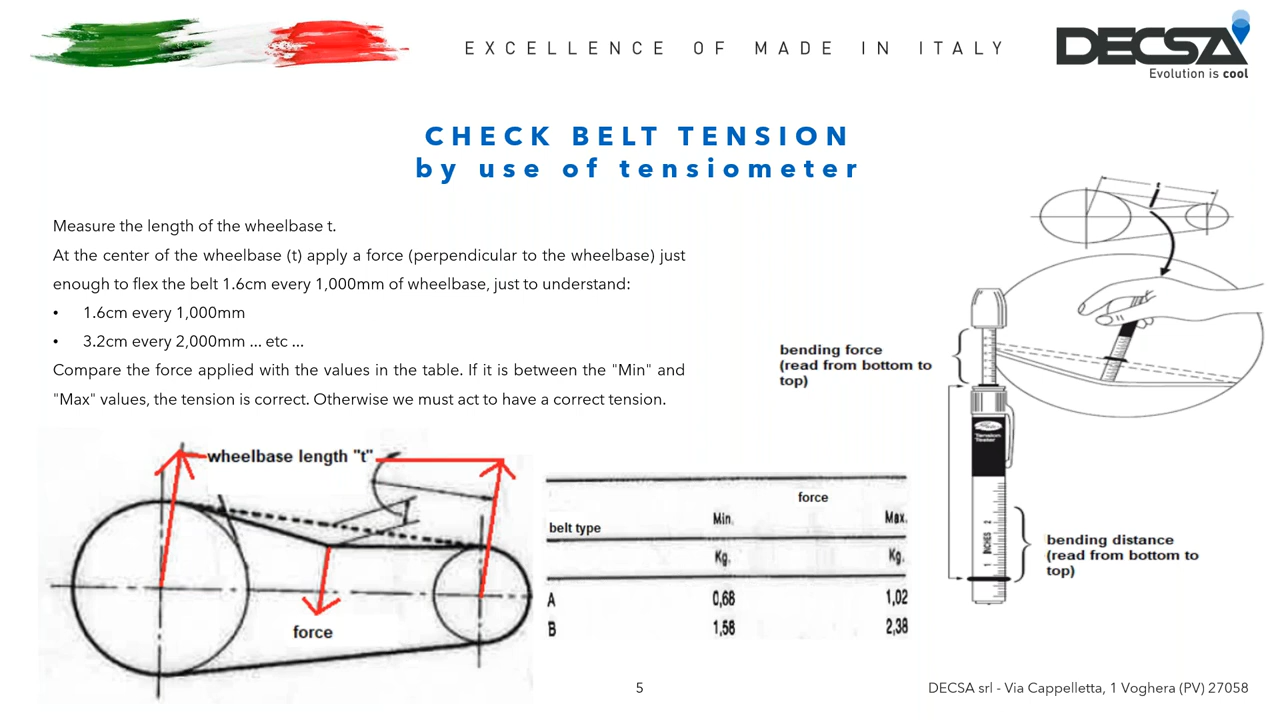 EXCELLENCE OF MADE IN ITALY
DECSA
Evolution is cool
CHECK BELT TENSION
by use of tensiometer
Measure the length of the wheelbase t.
At the center of the wheelbase (t) apply a force (perpendicular to the wheelbase) just
enough to flex the belt 1.6cm every 1,000mm of wheelbase, just to understand:
• 1.6cm every 1,000mm
• 3.2cm every 2,000mm ... etc ...
Compare the force applied with the values in the table. If it is between the "Min" and
"Max" values, the tension is correct. Otherwise we must act to have a correct tension.
t
bending force
(read from bottom to
top)
Tension
Tester
INCHES 1 2
bending distance
(read from bottom to
top)
wheelbase length "t"
force
force
belt type Min. Max.
Kg. Kg.
A 0,68 1,02
B 1,58 2,38
5
DECSA srl - Via Cappelletta, 1 Voghera (PV) 27058